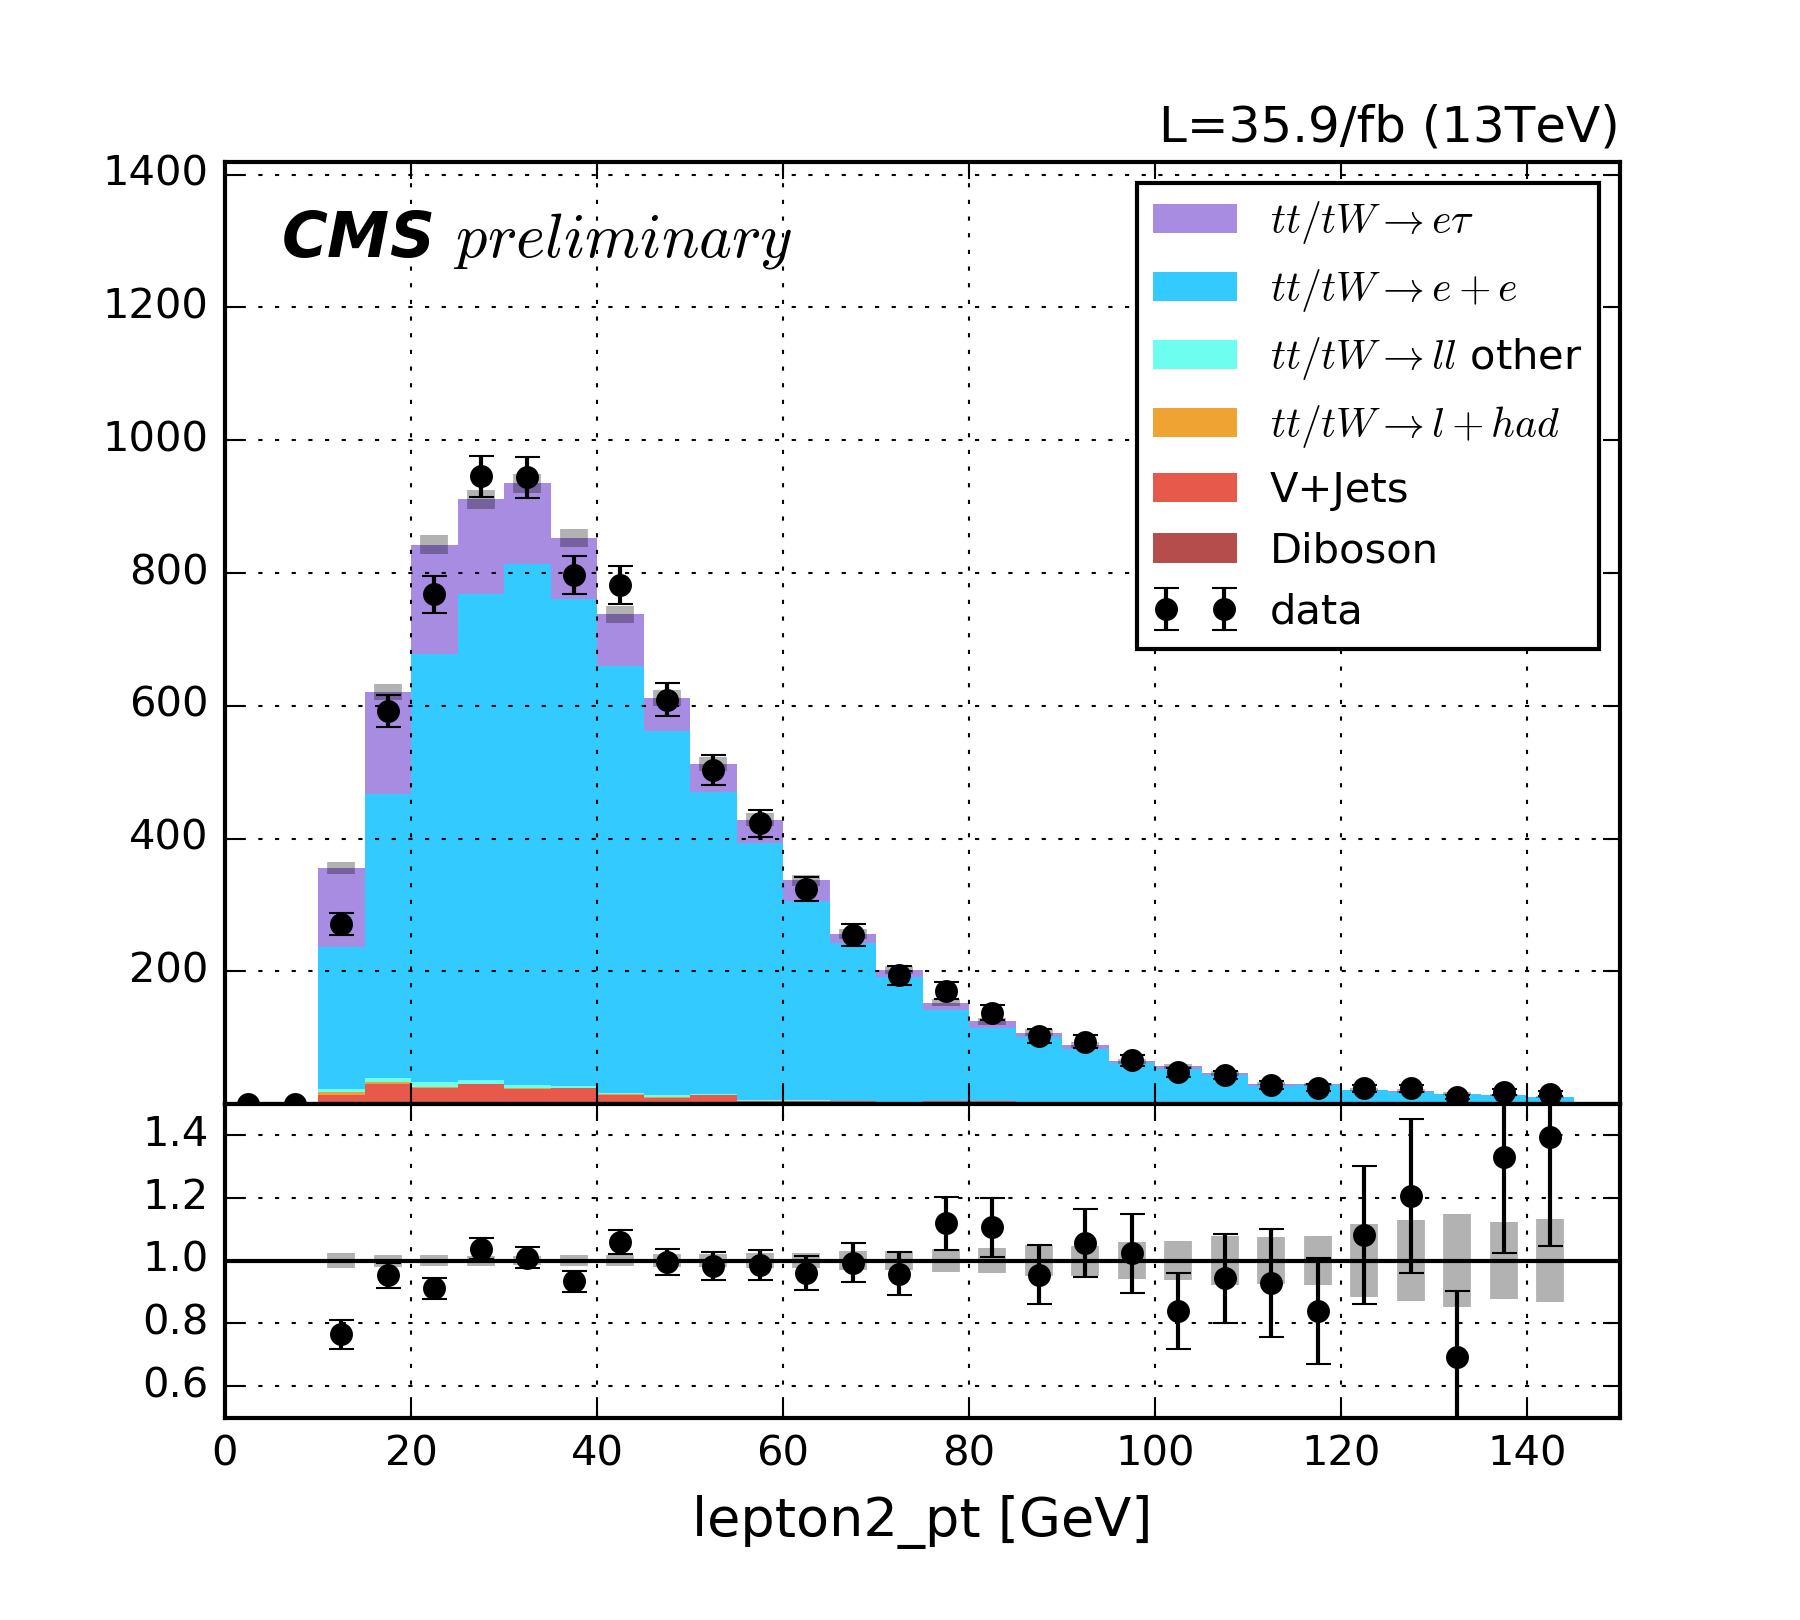 L=35.9/fb (13TeV)
CMS preliminary
1400
1200
1000
800
600
400
200
tt/tW → eτ
tt/tW → e + e
tt/tW → ll other
tt/tW → l + had
V+Jets
Diboson
data
1.4
1.2
1.0
0.8
0.6
0 20 40 60 80 100 120 140
lepton2_pt [GeV]